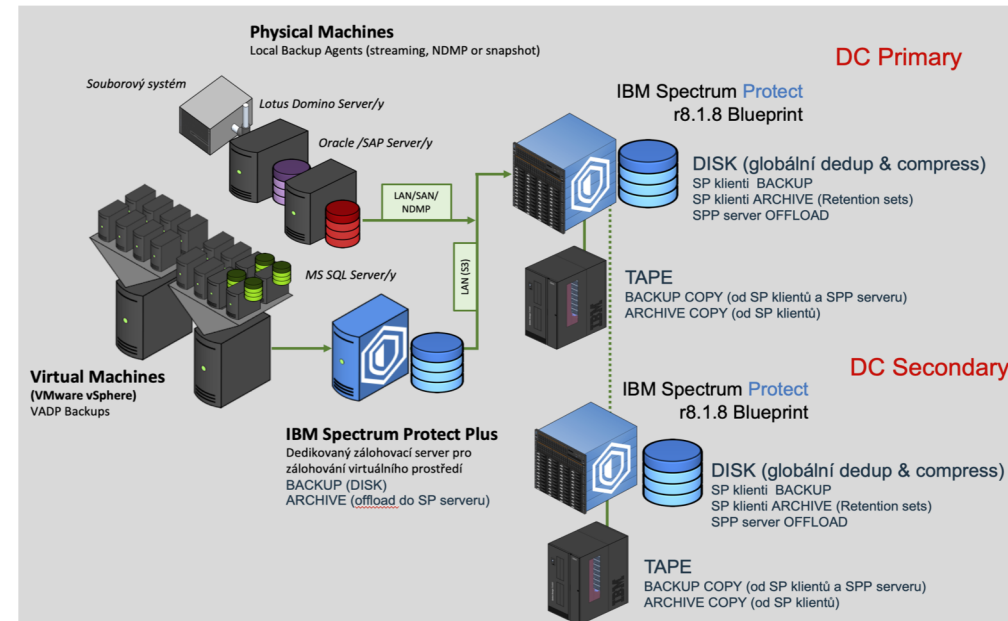 Physical Machines
Local Backup Agents (streaming, NDMP or snapshot)
Souborový systém
Lotus Domino Server/y
Oracle /SAP Server/y
LAN/SAN/
NDMP
LAN (S3)
MS SQL Server/y
Virtual Machines
(VMware vSphere)
VADP Backups
IBM Spectrum Protect Plus
Dedikovaný zálohovací server pro
zálohování virtuálního prostředí
BACKUP (DISK)
ARCHIVE (offload do SP serveru)
DC Primary
IBM Spectrum Protect
r8.1.8 Blueprint
DISK (globální dedup & compress)
SP klienti BACKUP
SP klienti ARCHIVE (Retention sets)
SPP server OFFLOAD
TAPE
BACKUP COPY (od SP klientů a SPP serveru)
ARCHIVE COPY (od SP klientů)
IBM
DC Secondary
IBM Spectrum Protect
r8.1.8 Blueprint
DISK (globální dedup & compress)
SP klienti BACKUP
SP klienti ARCHIVE (Retention sets)
SPP server OFFLOAD
TAPE
BACKUP COPY (od SP klientů a SPP serveru)
ARCHIVE COPY (od SP klientů)
IBM